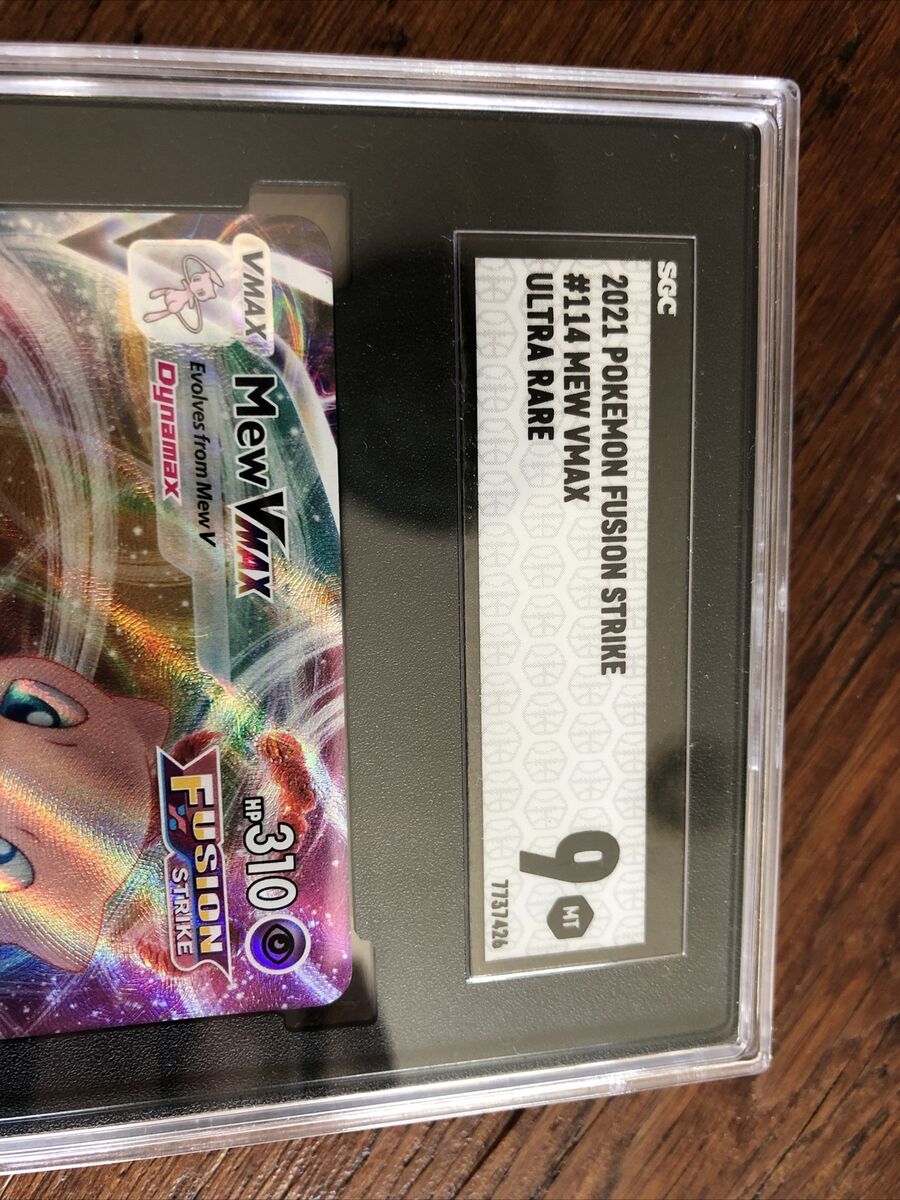 SGC
2021 POKEMON FUSION STRIKE
#114 MEW VMAX
ULTRA RARE
9
MT
7737426
VMAX
Mew VMAX
HP 310
Evolves from Mew V
Dynamax
FUSION
STRIKE